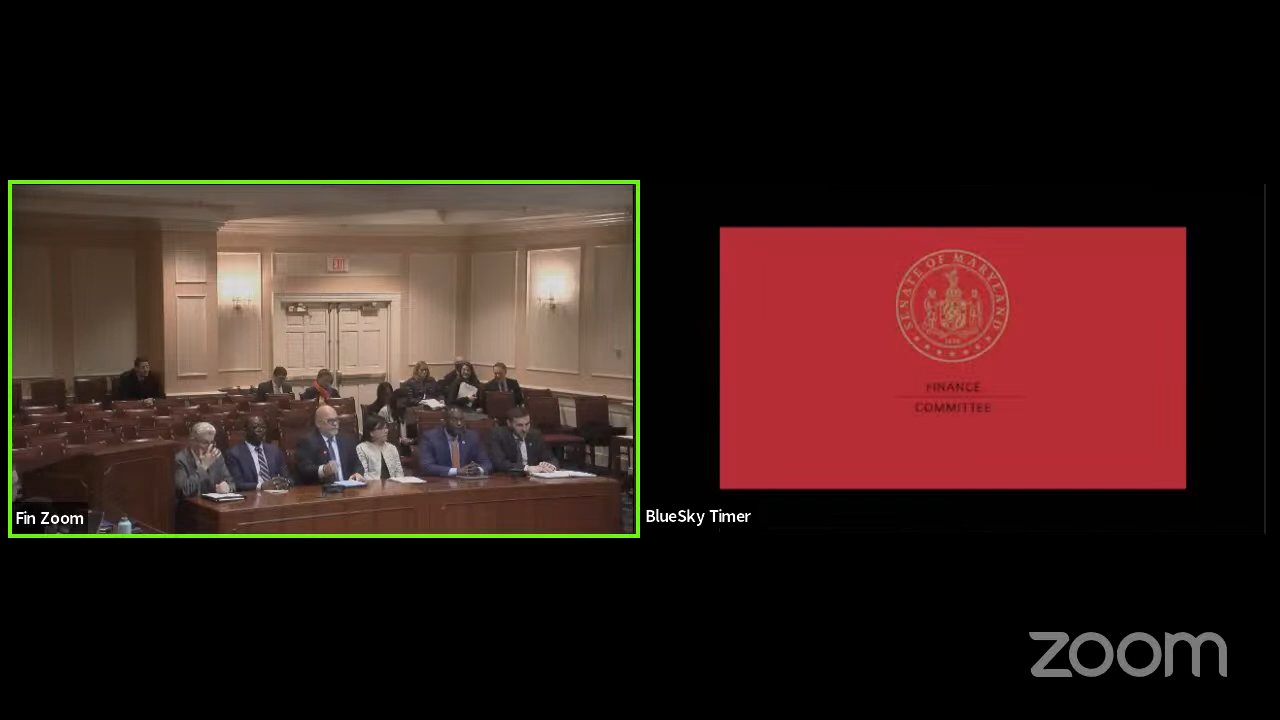 EXIT
Fin Zoom
SENATE OF MARYLAND
FINANCE
COMMITTEE
BlueSky Timer
zoom